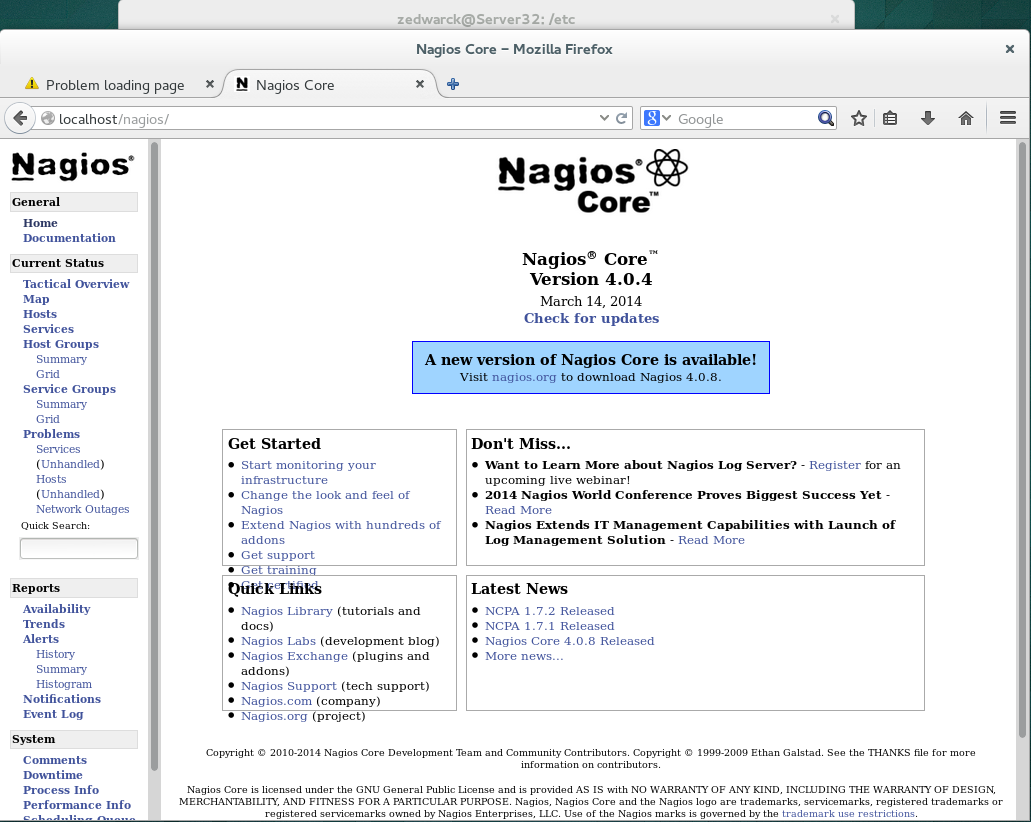 zedwarck@Server32: /etc
Nagios Core - Mozilla Firefox
Problem loading page
Nagios Core
localhost/nagios/
Google
Nagios®
General
Home
Documentation
Current Status
Tactical Overview
Map
Hosts
Services
Host Groups
Summary
Grid
Service Groups
Summary
Grid
Problems
Services
(Unhandled)
Hosts
(Unhandled)
Network Outages
Quick Search:
Reports
Availability
Trends
Alerts
History
Summary
Histogram
Notifications
Event Log
System
Comments
Downtime
Process Info
Performance Info
Scheduling Queue
Nagios®
Core™
Nagios® Core™
Version 4.0.4
March 14, 2014
Check for updates
A new version of Nagios Core is available!
Visit nagios.org to download Nagios 4.0.8.
Get Started
Start monitoring your
infrastructure
Change the look and feel of
Nagios
Extend Nagios with hundreds of
addons
Get support
Get training
Get certified
Don't Miss...
Want to Learn More about Nagios Log Server? - Register for an
upcoming live webinar!
2014 Nagios World Conference Proves Biggest Success Yet -
Read More
Nagios Extends IT Management Capabilities with Launch of
Log Management Solution - Read More
Quick Links
Nagios Library (tutorials and
docs)
Nagios Labs (development blog)
Nagios Exchange (plugins and
addons)
Nagios Support (tech support)
Nagios.com (company)
Nagios.org (project)
Latest News
NCPA 1.7.2 Released
NCPA 1.7.1 Released
Nagios Core 4.0.8 Released
More news...
Copyright © 2010-2014 Nagios Core Development Team and Community Contributors. Copyright © 1999-2009 Ethan Galstad. See the THANKS file for more
information on contributors.
Nagios Core is licensed under the GNU General Public License and is provided AS IS with NO WARRANTY OF ANY KIND, INCLUDING THE WARRANTY OF DESIGN,
MERCHANTABILITY, AND FITNESS FOR A PARTICULAR PURPOSE. Nagios, Nagios Core and the Nagios logo are trademarks, servicemarks, registered trademarks or
registered servicemarks owned by Nagios Enterprises, LLC. Use of the Nagios marks is governed by the trademark use restrictions.